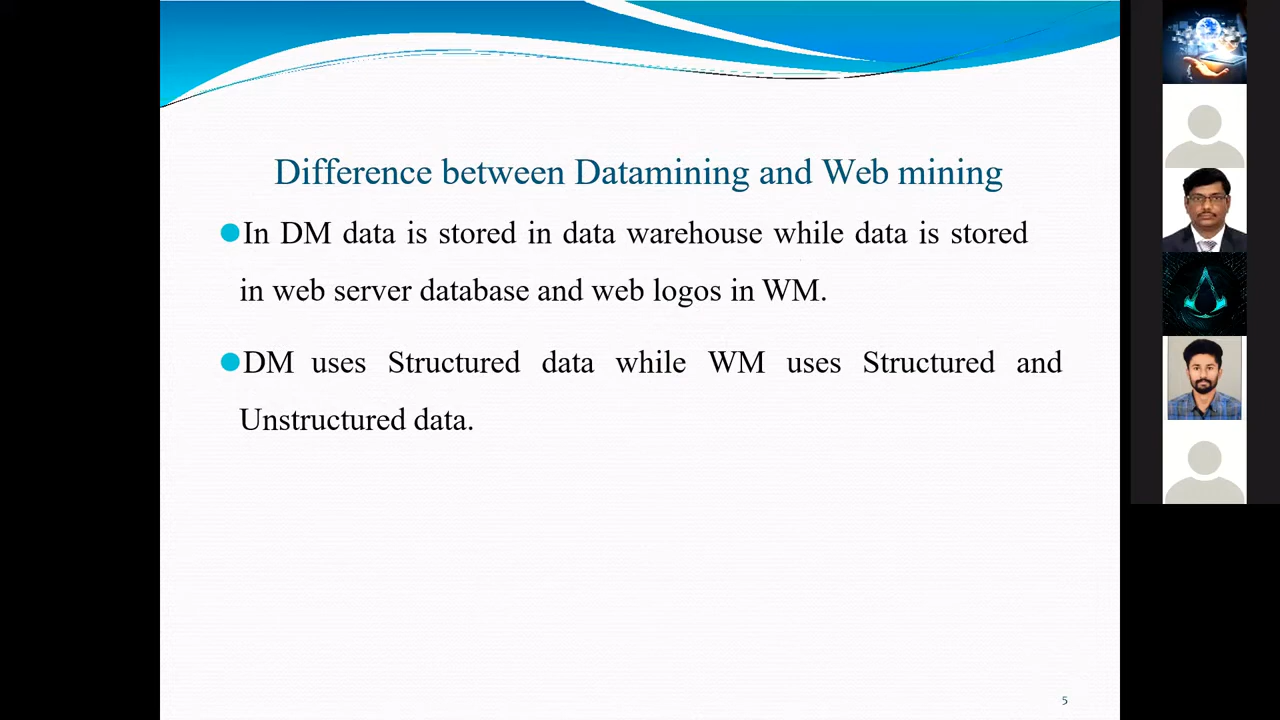 Difference between Datamining and Web mining
In DM data is stored in data warehouse while data is stored
in web server database and web logos in WM.
DM uses Structured data while WM uses Structured and
Unstructured data.
5